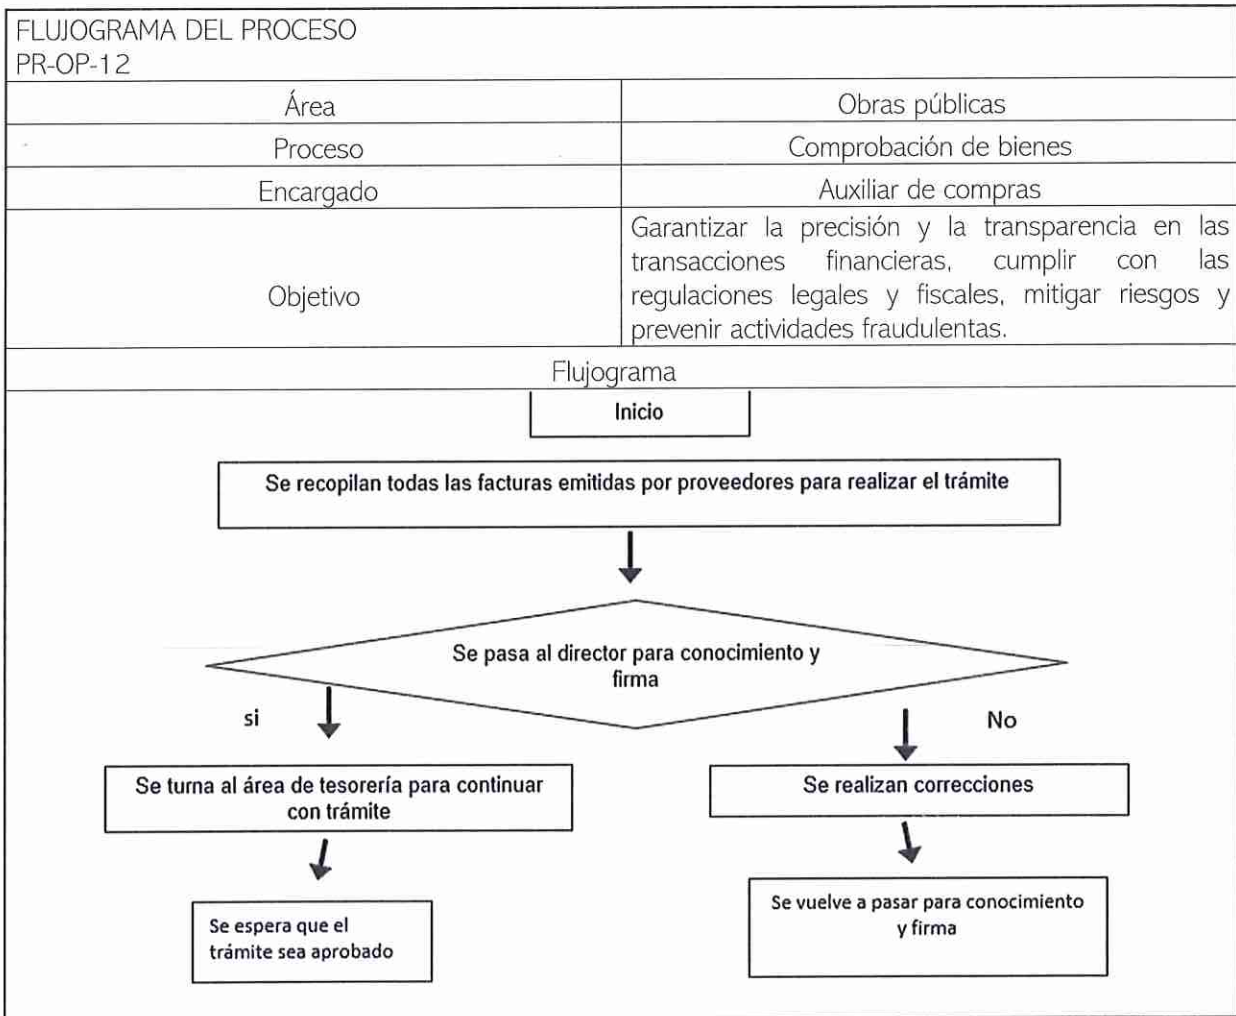 FLUJOGRAMA DEL PROCESO
PR-OP-12
Área
Obras públicas
Proceso
Comprobación de bienes
Encargado
Auxiliar de compras
Objetivo
Garantizar la precisión y la transparencia en las
transacciones financieras, cumplir con las
regulaciones legales y fiscales, mitigar riesgos y
prevenir actividades fraudulentas.
Flujograma
Inicio
Se recopilan todas las facturas emitidas por proveedores para realizar el trámite
Se pasa al director para conocimiento y
firma
si
No
Se turna al área de tesorería para continuar
con trámite
Se realizan correcciones
Se espera que el
trámite sea aprobado
Se vuelve a pasar para conocimiento
y firma